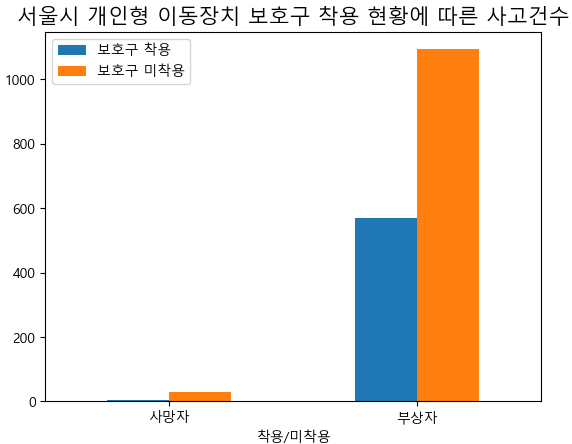 서울시 개인형 이동장치 보호구 착용 현황에 따른 사고건수
보호구 착용
보호구 미착용
1000
800
600
400
200
0
사망자
부상자
착용/미착용